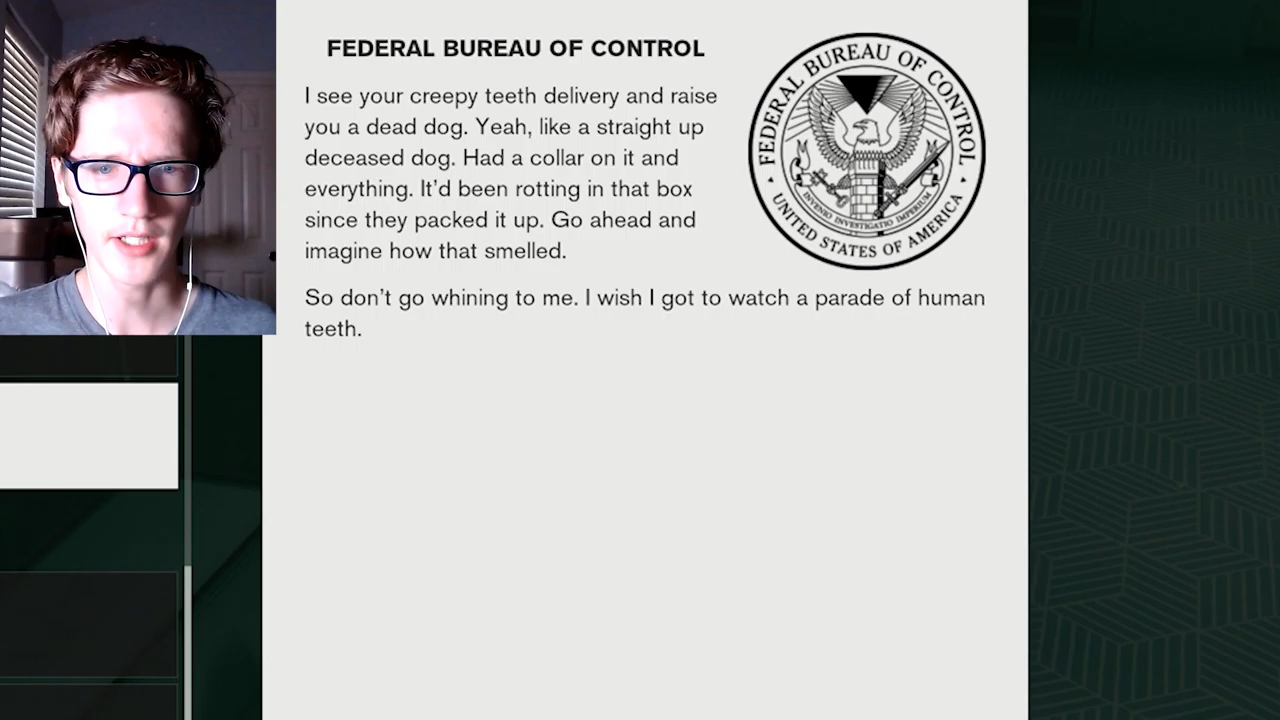 FEDERAL BUREAU OF CONTROL
I see your creepy teeth delivery and raise
you a dead dog. Yeah, like a straight up
deceased dog. Had a collar on it and
everything. It’d been rotting in that box
since they packed it up. Go ahead and
imagine how that smelled.
So don’t go whining to me. I wish I got to watch a parade of human
teeth.
FEDERAL BUREAU OF CONTROL
INVENIO INVESTIGATIO IMPERIUM
UNITED STATES OF AMERICA